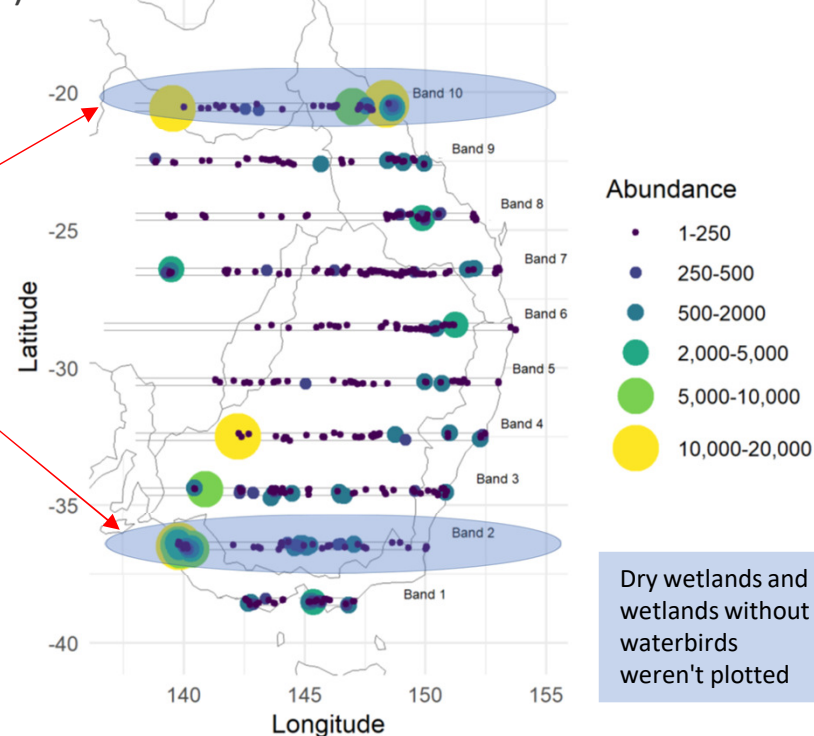 -20
-25
-30
-35
-40
Latitude
140
145
150
155
Longitude
Band 10
Band 9
Band 8
Band 7
Band 6
Band 5
Band 4
Band 3
Band 2
Band 1
Abundance
1-250
250-500
500-2000
2,000-5,000
5,000-10,000
10,000-20,000
Dry wetlands and
wetlands without
waterbirds
weren't plotted